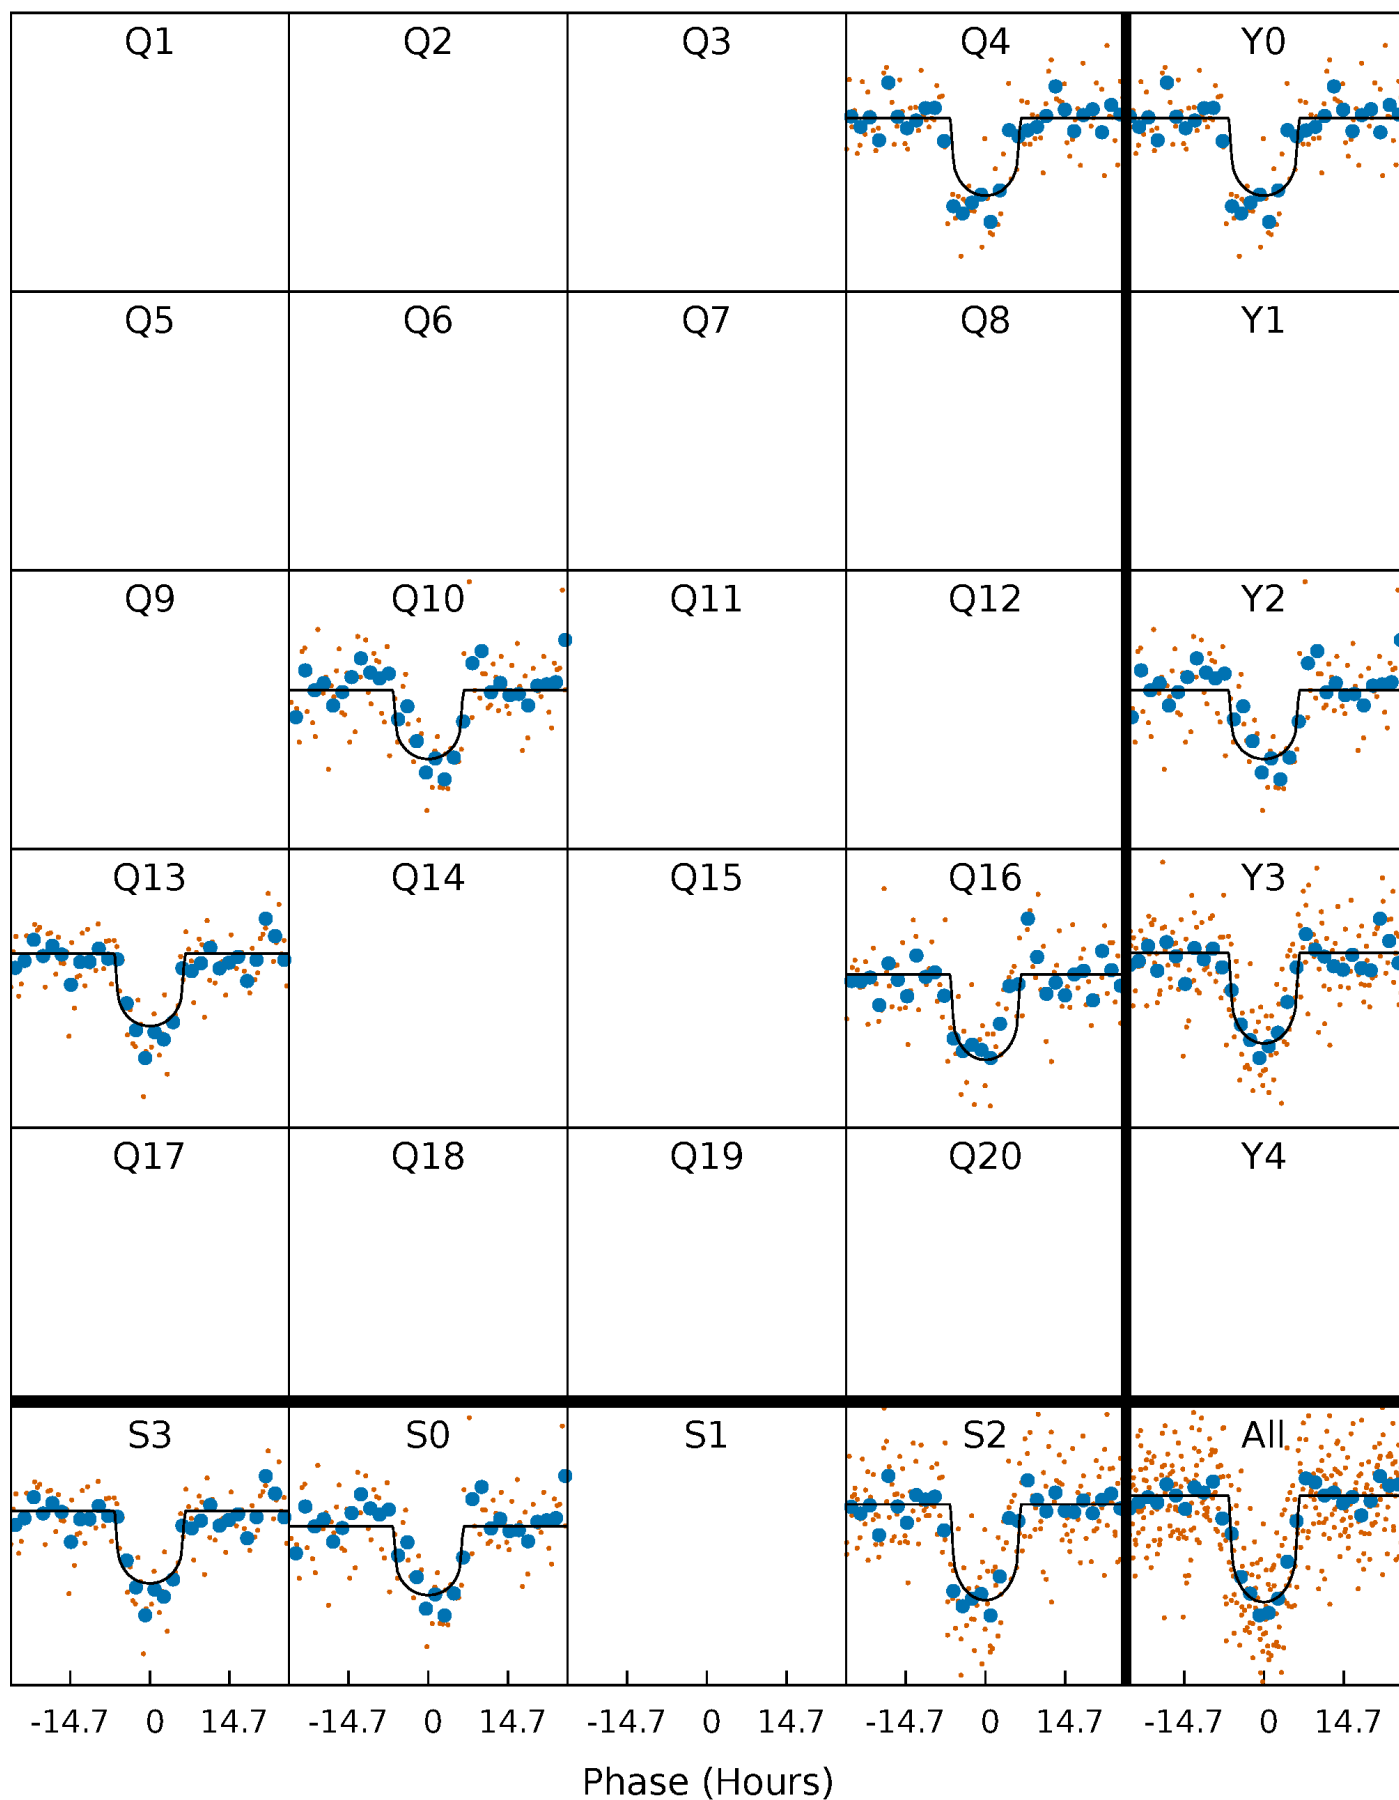 Q1 Q2 Q3 Q4 Y0
Q5 Q6 Q7 Q8 Y1
Q9 Q10 Q11 Q12 Y2
Q13 Q14 Q15 Q16 Y3
Q17 Q18 Q19 Q20 Y4
S3 S0 S1 S2 All
-14.7 0 14.7 -14.7 0 14.7 -14.7 0 14.7 -14.7 0 14.7 -14.7 0 14.7
Phase (Hours)